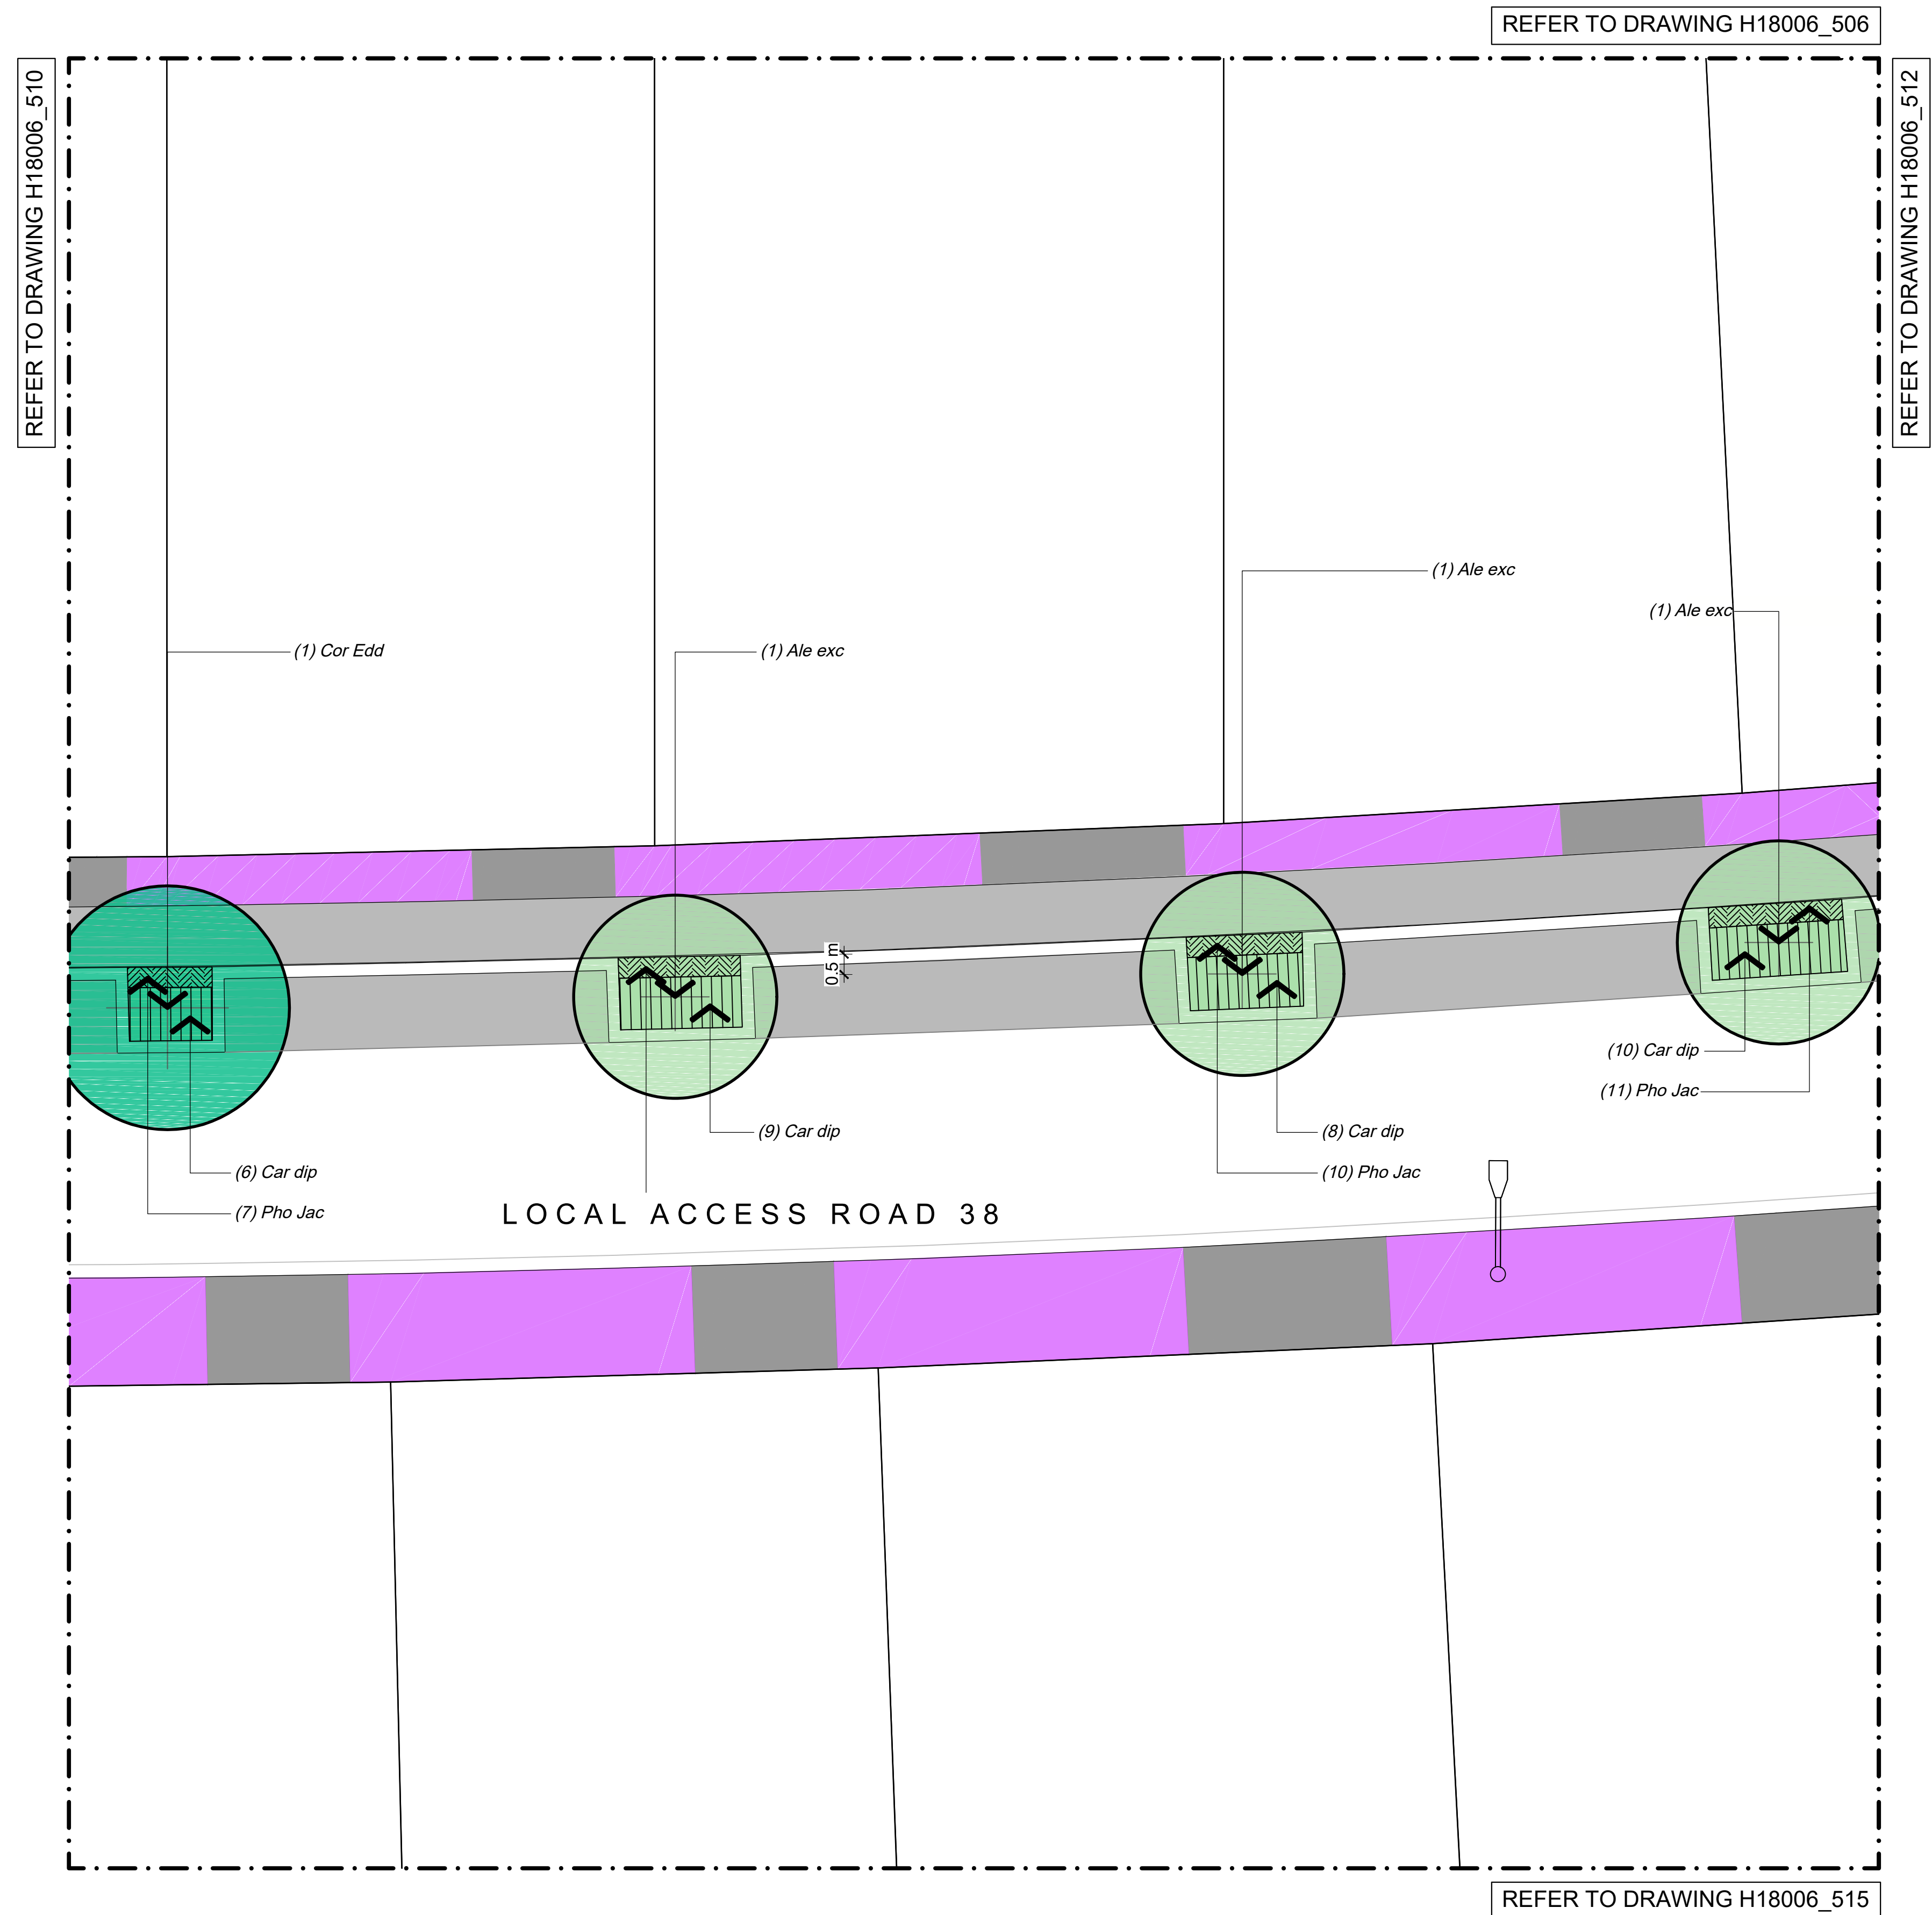 REFER TO DRAWING H18006_506
REFER TO DRAWING H18006_510
REFER TO DRAWING H18006_512
(1) Ale exc
(1) Ale exc
(1) Cor Edd
(1) Ale exc
0.5 m
(10) Car dip
(11) Pho Jac
(9) Car dip
(8) Car dip
(6) Car dip
(10) Pho Jac
(7) Pho Jac
LOCAL ACCESS ROAD 38
REFER TO DRAWING H18006_515